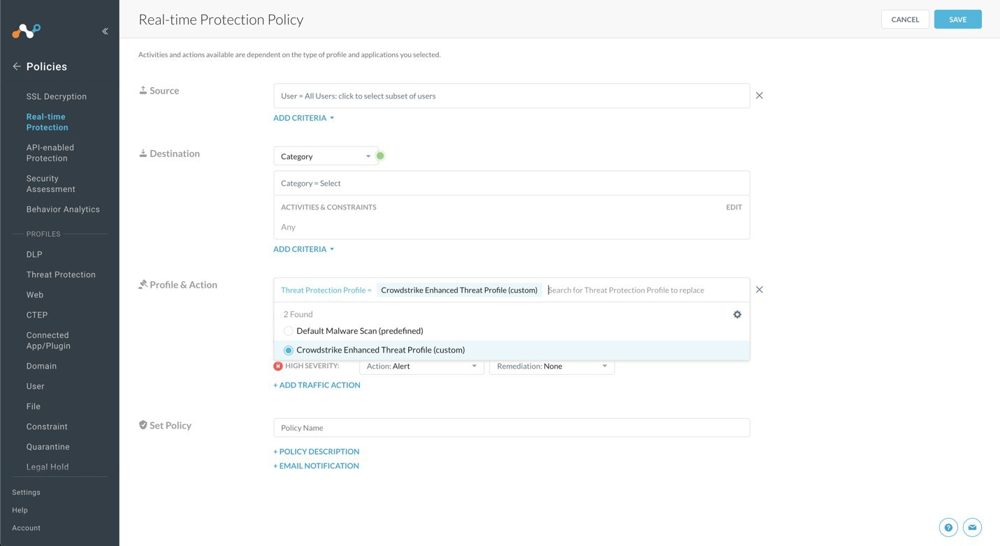 Real-time Protection Policy
CANCEL
SAVE
Policies
SSL Decryption
Real-time
Protection
API-enabled
Protection
Security
Assessment
Behavior Analytics
PROFILES
DLP
Threat Protection
Web
CTEP
Connected
App/Plugin
Domain
User
File
Constraint
Quarantine
Legal Hold
Settings
Help
Account
Activities and actions available are dependent on the type of profile and applications you selected.
Source
User = All Users: click to select subset of users
ADD CRITERIA
Destination
Category
Category = Select
ACTIVITIES & CONSTRAINTS EDIT
Any
ADD CRITERIA
Profile & Action
Threat Protection Profile = Crowdstrike Enhanced Threat Profile (custom) Search for Threat Protection Profile to replace
2 Found
Default Malware Scan (predefined)
Crowdstrike Enhanced Threat Profile (custom)
H HIGH SEVERITY: Action: Alert Remediation: None
+ ADD TRAFFIC ACTION
Set Policy
Policy Name
+ POLICY DESCRIPTION
+ EMAIL NOTIFICATION
?